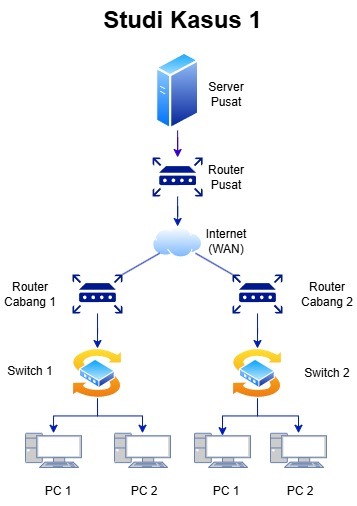 Studi Kasus 1
Server
Pusat
Router
Pusat
Internet
(WAN)
Router
Cabang 1
Router
Cabang 2
Switch 1
Switch 2
PC 1
PC 2
PC 1
PC 2